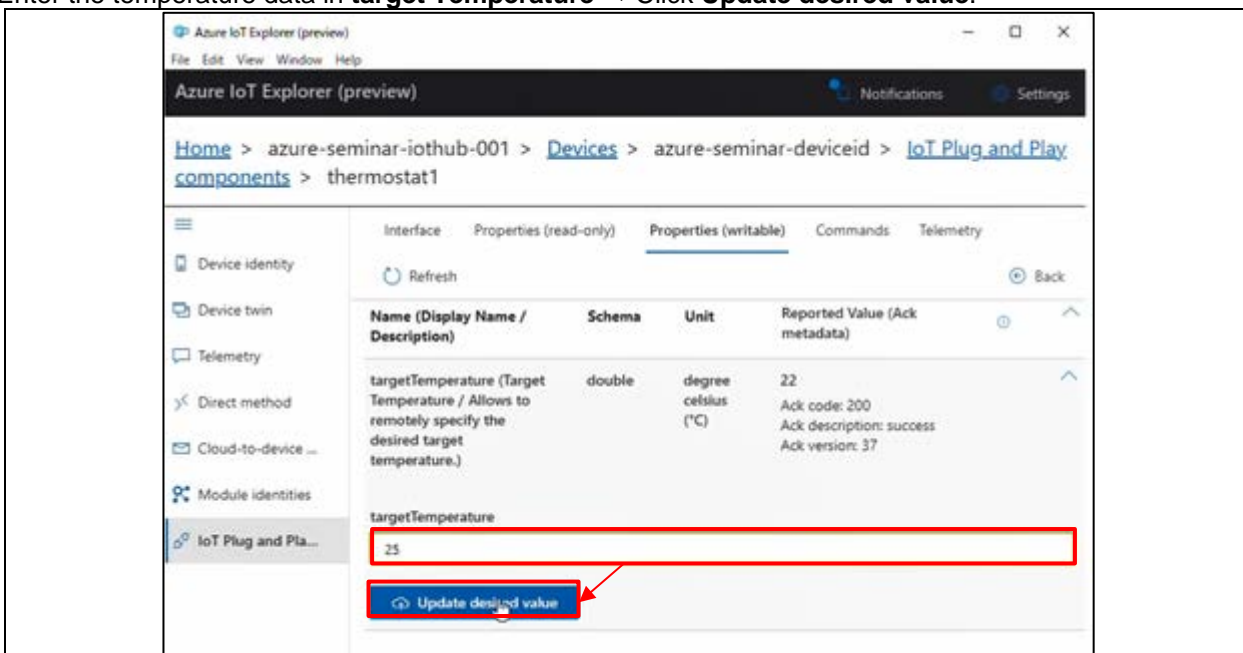 Enter the temperature data in target Temperature → Click Update desired value.
Azure IoT Explorer (preview)
File Edit View Window Help
Azure IoT Explorer (preview)
Notifications
Settings
Home > azure-seminar-iothub-001 > Devices > azure-seminar-deviceid > IoT Plug and Play
components > thermostat1
Interface Properties (read-only) Properties (writable) Commands Telemetry
Device identity
Refresh
Back
Device twin
Telemetry
Direct method
Cloud-to-device ...
Module identities
IoT Plug and Pla...
Name (Display Name /
Description)
Schema
Unit
Reported Value (Ack
metadata)
targetTemperature (Target
Temperature / Allows to
remotely specify the
desired target
temperature.)
double
degree
celsius
(°C)
22
Ack code: 200
Ack description: success
Ack version: 37
targetTemperature
25
Update desired value